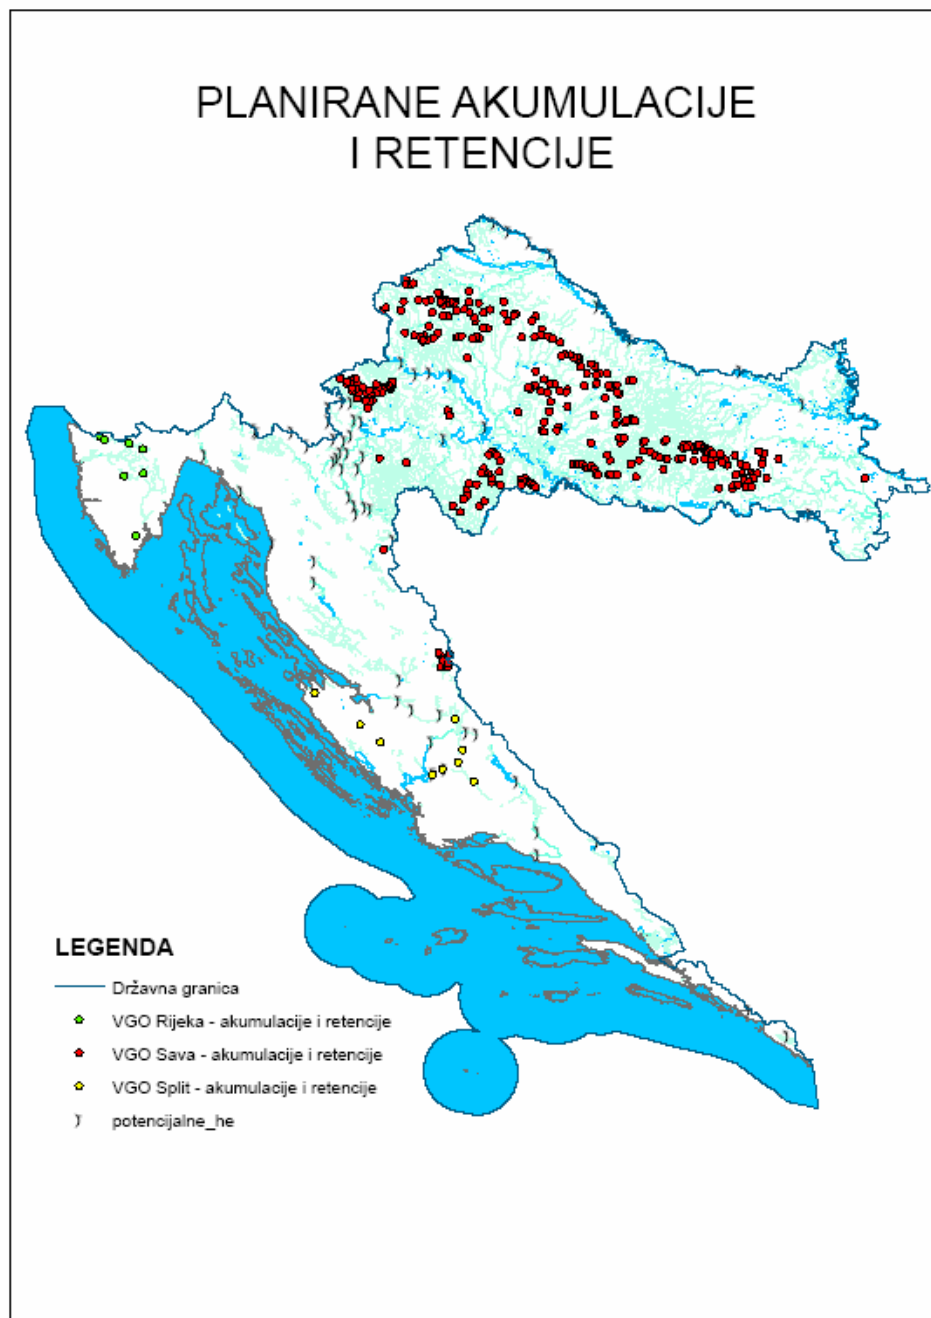 PLANIRANE AKUMULACIJE
I RETENCIJE
LEGENDA
Državna granica
VGO Rijeka - akumulacije i retencije
VGO Sava - akumulacije i retencije
VGO Split - akumulacije i retencije
potencijalne_he